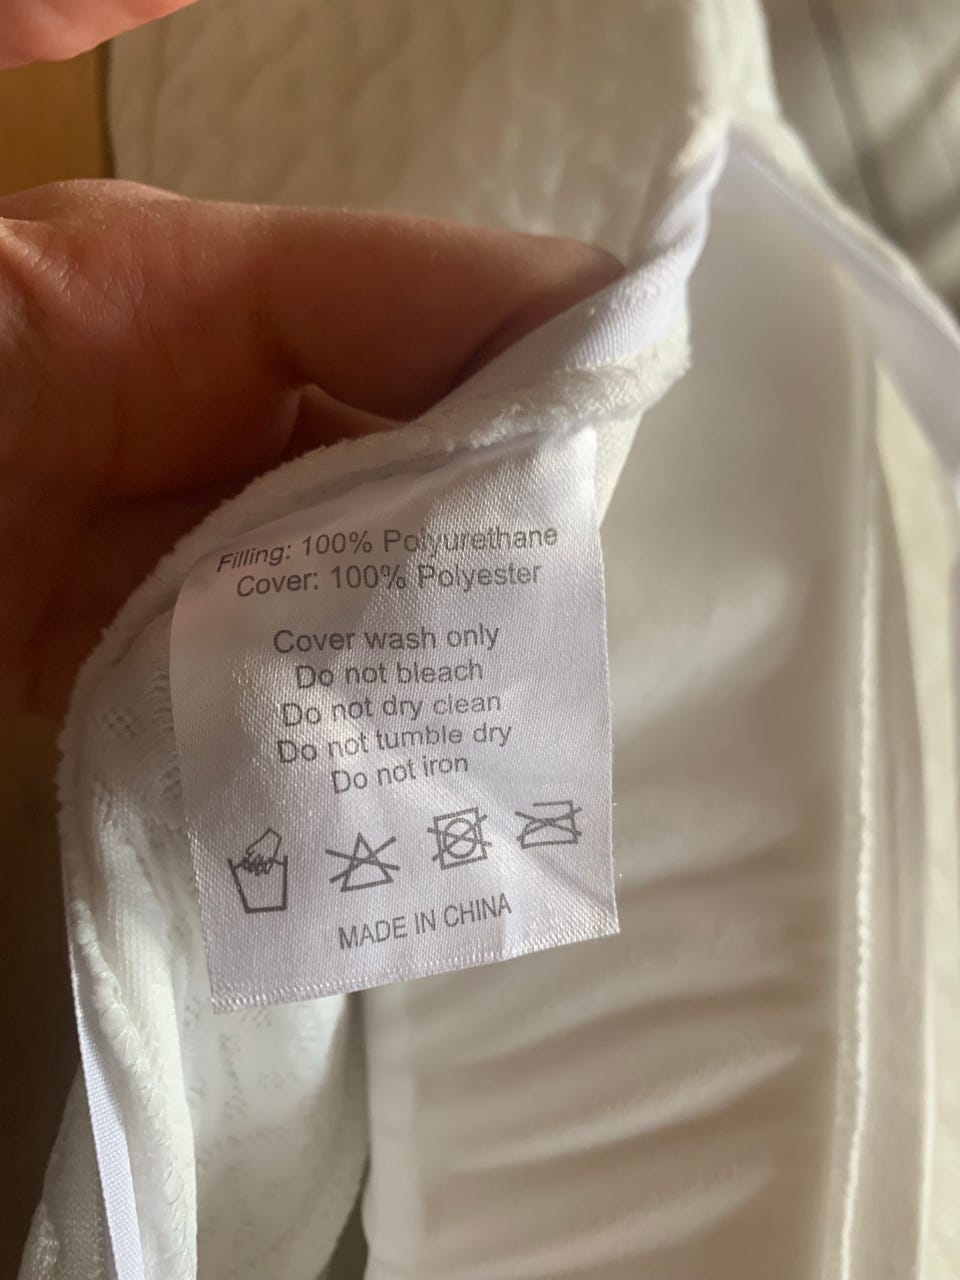 Filling: 100% Polyurethane
Cover: 100% Polyester
Cover wash only
Do not bleach
Do not dry clean
Do not tumble dry
Do not iron
MADE IN CHINA